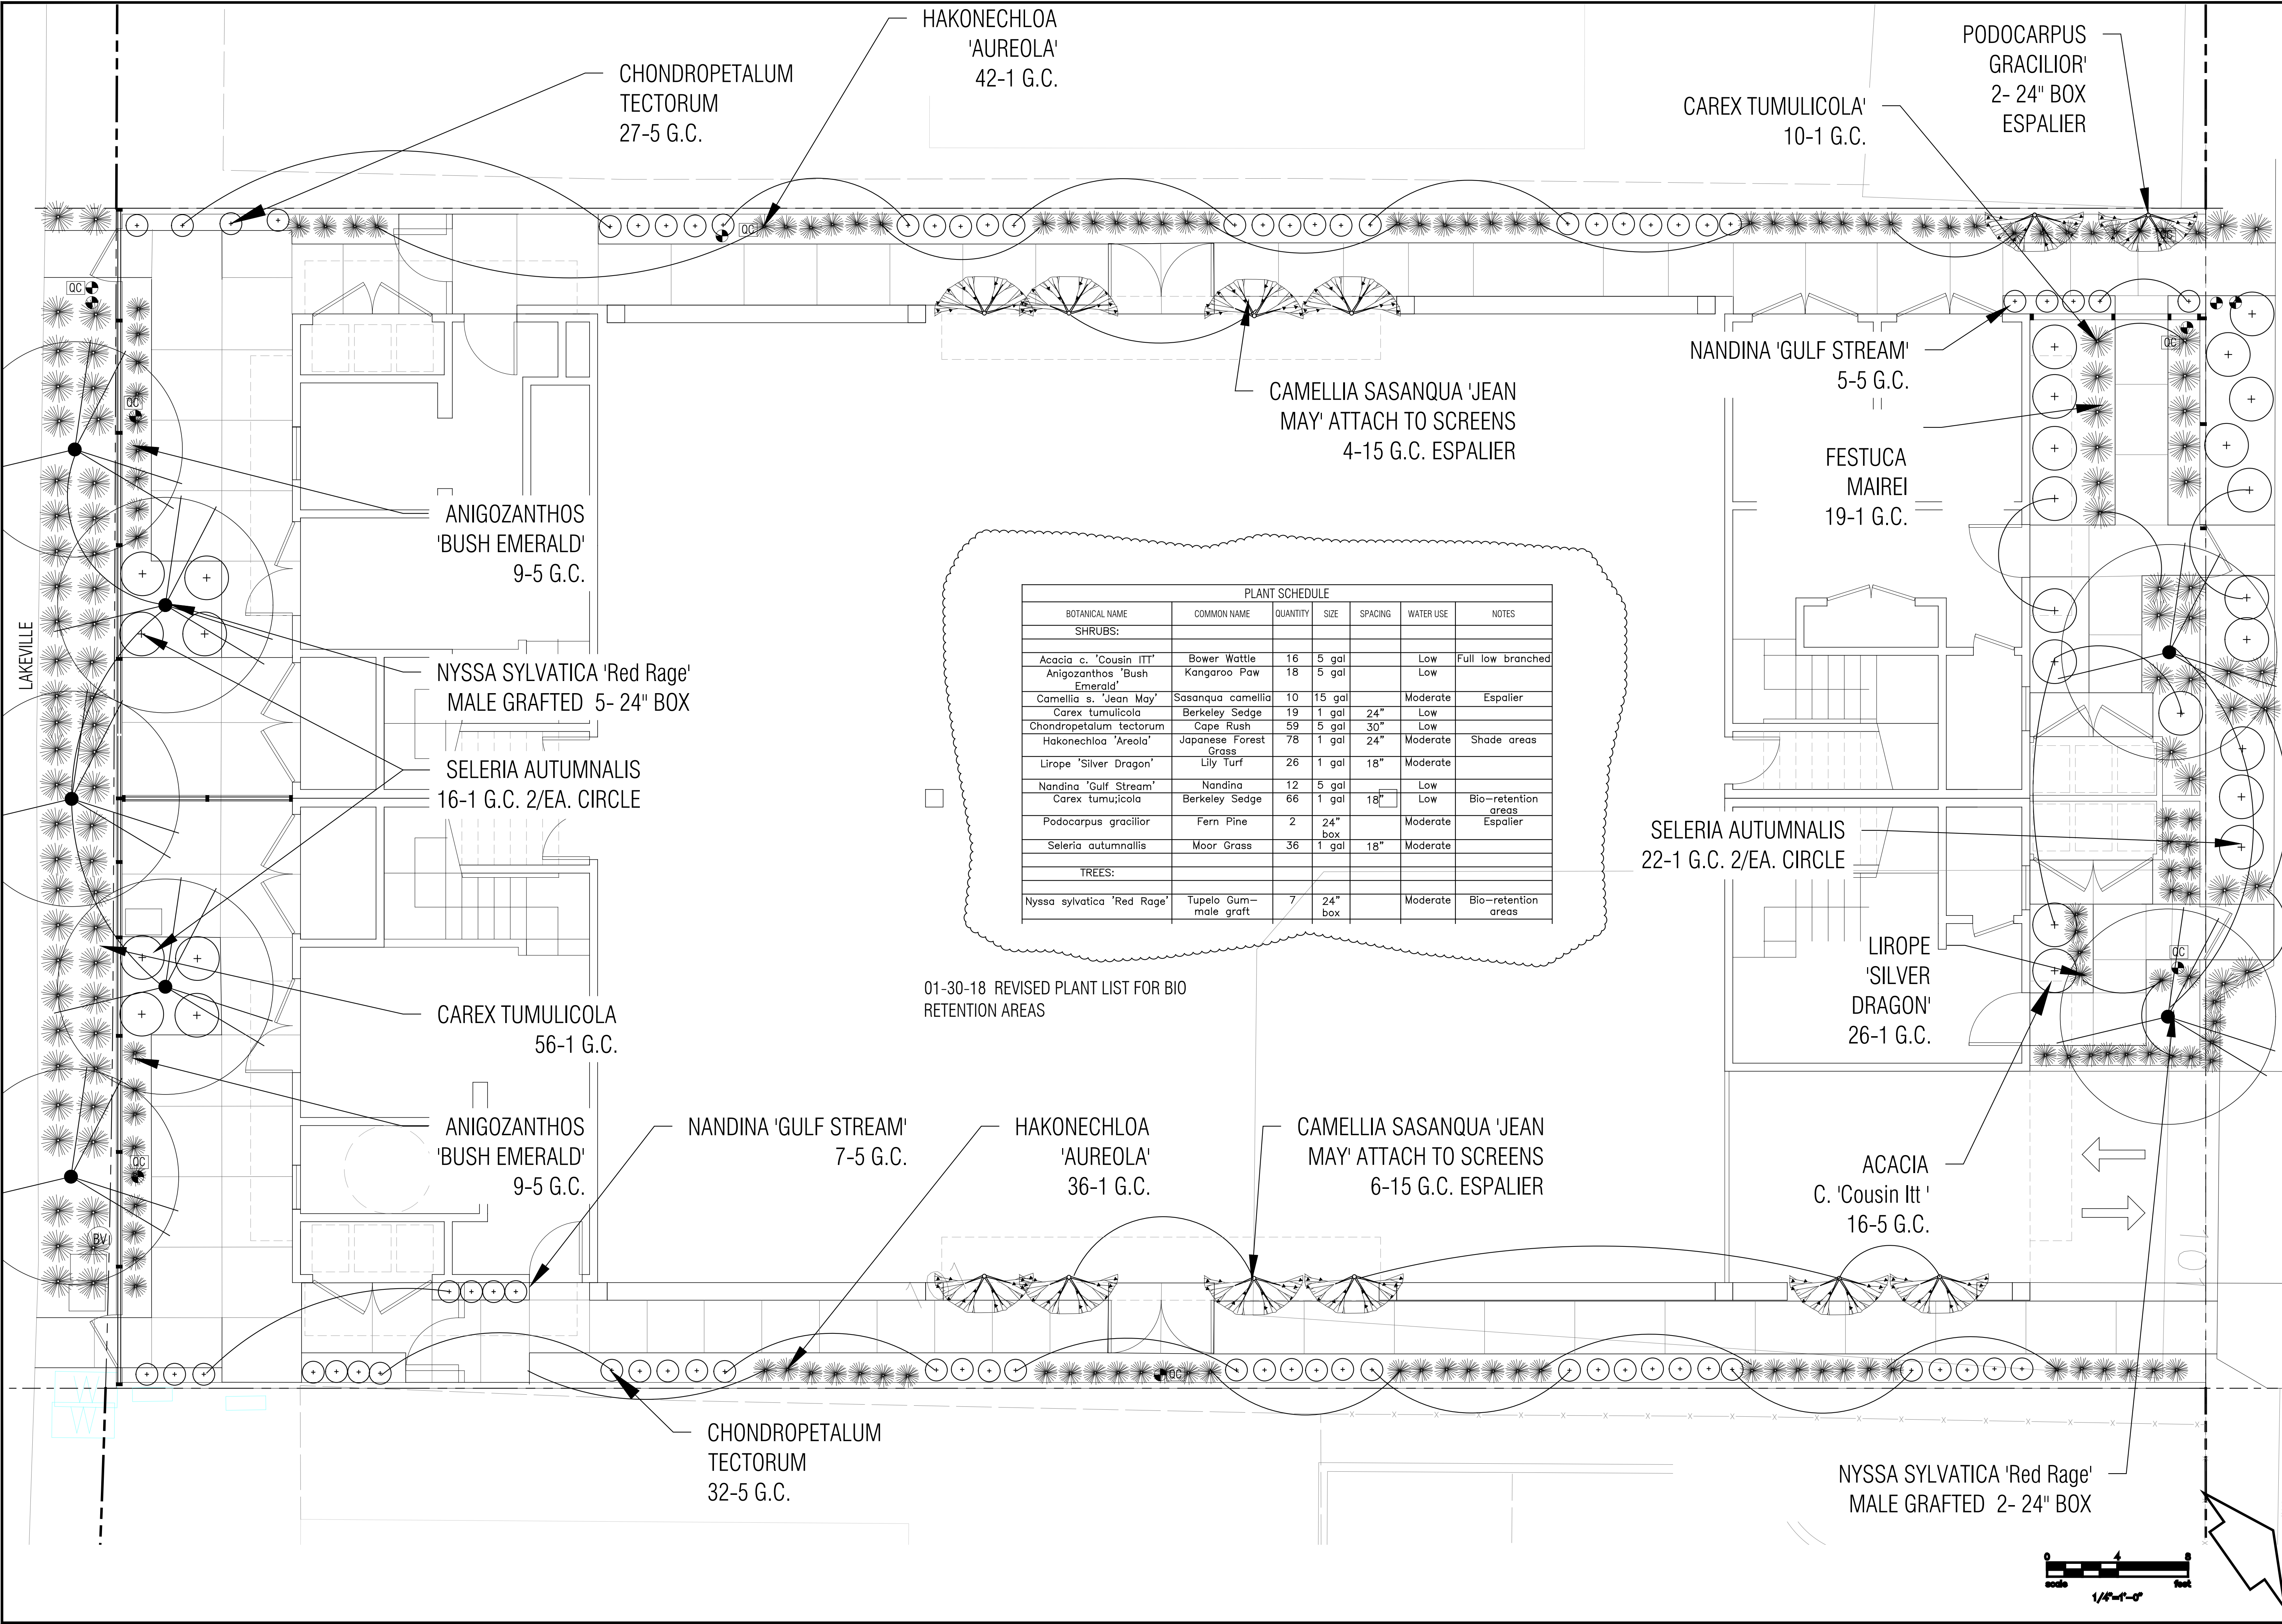 HAKONECHLOA
'AUREOLA'
42-1 G.C.
CHONDROPETALUM
TECTORUM
27-5 G.C.
PODOCARPUS
GRACILIOR'
2- 24" BOX
ESPALIER
CAREX TUMULICOLA'
10-1 G.C.
QC
QC
QC
QC
QC
NANDINA 'GULF STREAM'
5-5 G.C.
CAMELLIA SASANQUA 'JEAN
MAY' ATTACH TO SCREENS
4-15 G.C. ESPALIER
FESTUCA
MAIREI
19-1 G.C.
ANIGOZANTHOS
'BUSH EMERALD'
9-5 G.C.
LAKEVILLE
NYSSA SYLVATICA 'Red Rage'
MALE GRAFTED 5- 24" BOX
SELERIA AUTUMNALIS
16-1 G.C. 2/EA. CIRCLE
PLANT SCHEDULE
BOTANICAL NAME COMMON NAME QUANTITY SIZE SPACING WATER USE NOTES
SHRUBS:
Acacia c. 'Cousin ITT' Bower Wattle 16 5 gal Low Full low branched
Anigozanthos 'Bush Emerald' Kangaroo Paw 18 5 gal Low
Camellia s. 'Jean May' Sasanqua camellia 10 15 gal Moderate Espalier
Carex tumulicola Berkeley Sedge 19 1 gal 24" Low
Chondropetalum tectorum Cape Rush 59 5 gal 30" Low
Hakonechloa 'Areola' Japanese Forest Grass 78 1 gal 24" Moderate Shade areas
Lirope 'Silver Dragon' Lily Turf 26 1 gal 18" Moderate
Nandina 'Gulf Stream' Nandina 12 5 gal Low
Carex tumu;icola Berkeley Sedge 66 1 gal 18" Low Bio-retention areas
Podocarpus gracilior Fern Pine 2 24" box Moderate Espalier
Seleria autumnallis Moor Grass 36 1 gal 18" Moderate
TREES:
Nyssa sylvatica 'Red Rage' Tupelo Gum- male graft 7 24" box Moderate Bio-retention areas
01-30-18 REVISED PLANT LIST FOR BIO
RETENTION AREAS
SELERIA AUTUMNALIS
22-1 G.C. 2/EA. CIRCLE
LIROPE
'SILVER
DRAGON'
26-1 G.C.
QC
CAREX TUMULICOLA
56-1 G.C.
ANIGOZANTHOS
'BUSH EMERALD'
9-5 G.C.
NANDINA 'GULF STREAM'
7-5 G.C.
HAKONECHLOA
'AUREOLA'
36-1 G.C.
CAMELLIA SASANQUA 'JEAN
MAY' ATTACH TO SCREENS
6-15 G.C. ESPALIER
ACACIA
C. 'Cousin Itt '
16-5 G.C.
QC
BV
QC
W
W
CHONDROPETALUM
TECTORUM
32-5 G.C.
NYSSA SYLVATICA 'Red Rage'
MALE GRAFTED 2- 24" BOX
0 4 8
scale feet
1/4"=1'-0"